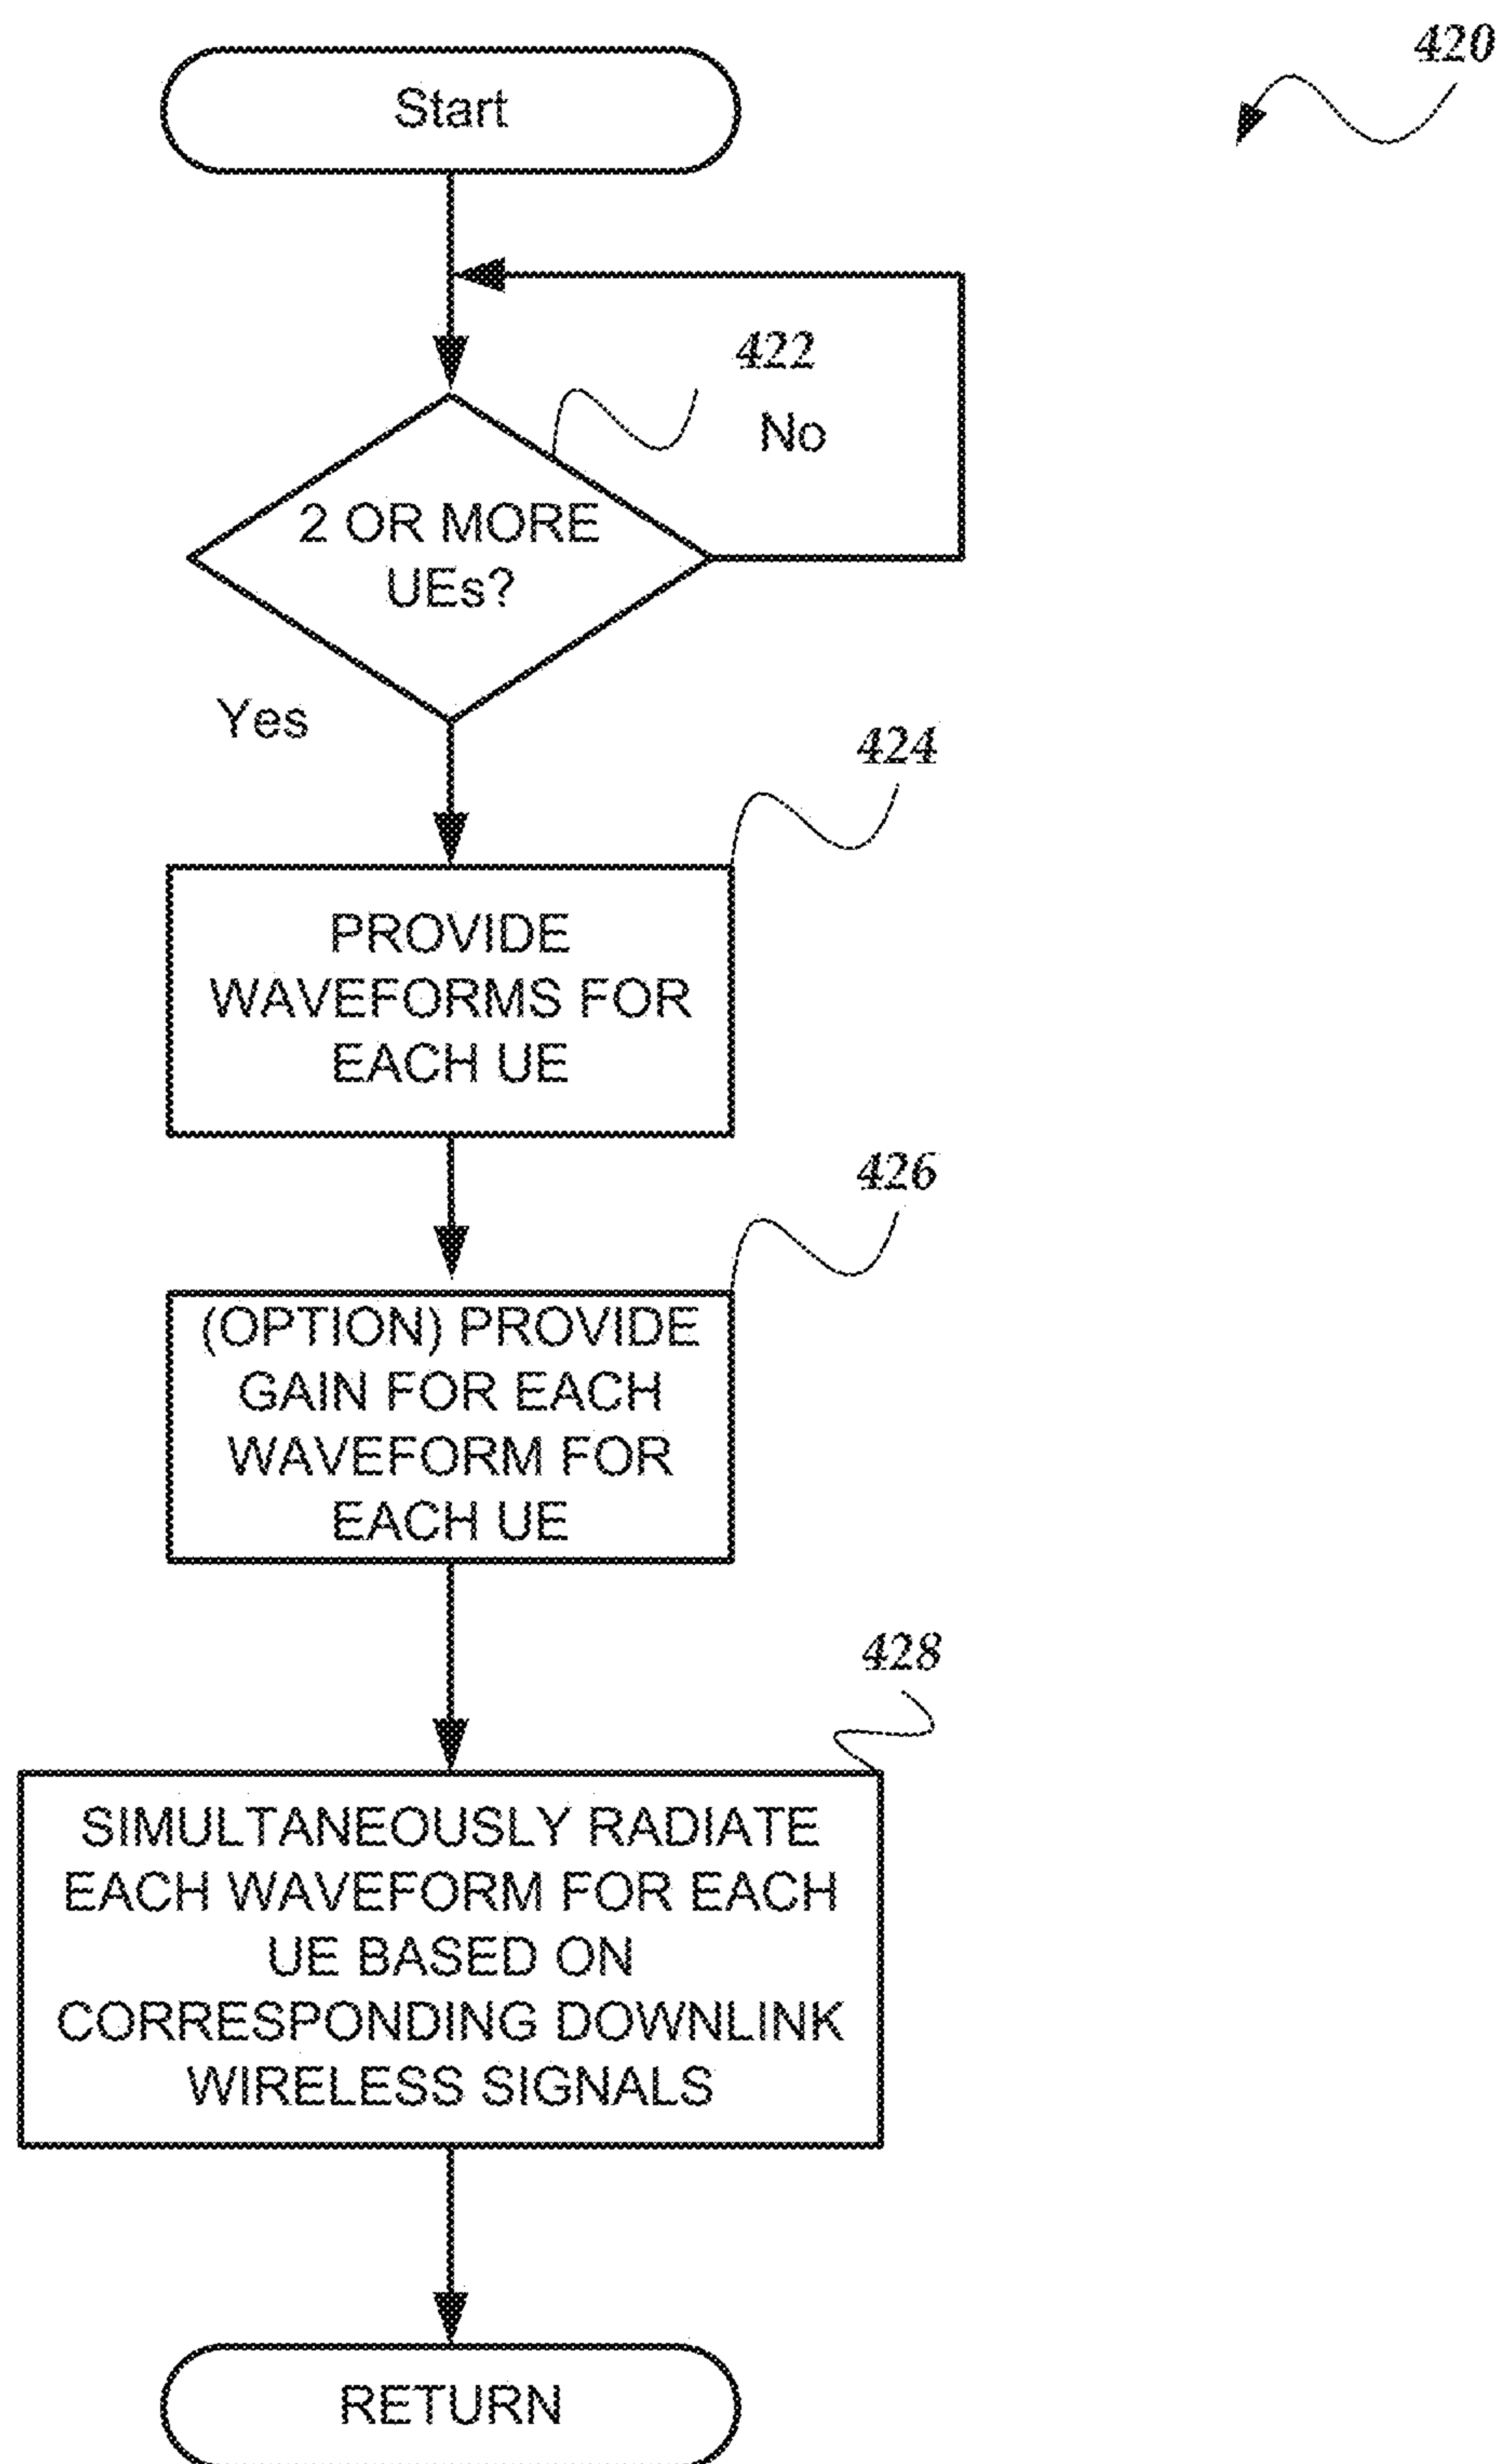 420
Start
422
No
2 OR MORE
UEs?
Yes
424
PROVIDE
WAVEFORMS FOR
EACH UE
426
(OPTION) PROVIDE
GAIN FOR EACH
WAVEFORM FOR
EACH UE
428
SIMULTANEOUSLY RADIATE
EACH WAVEFORM FOR EACH
UE BASED ON
CORRESPONDING DOWNLINK
WIRELESS SIGNALS
RETURN